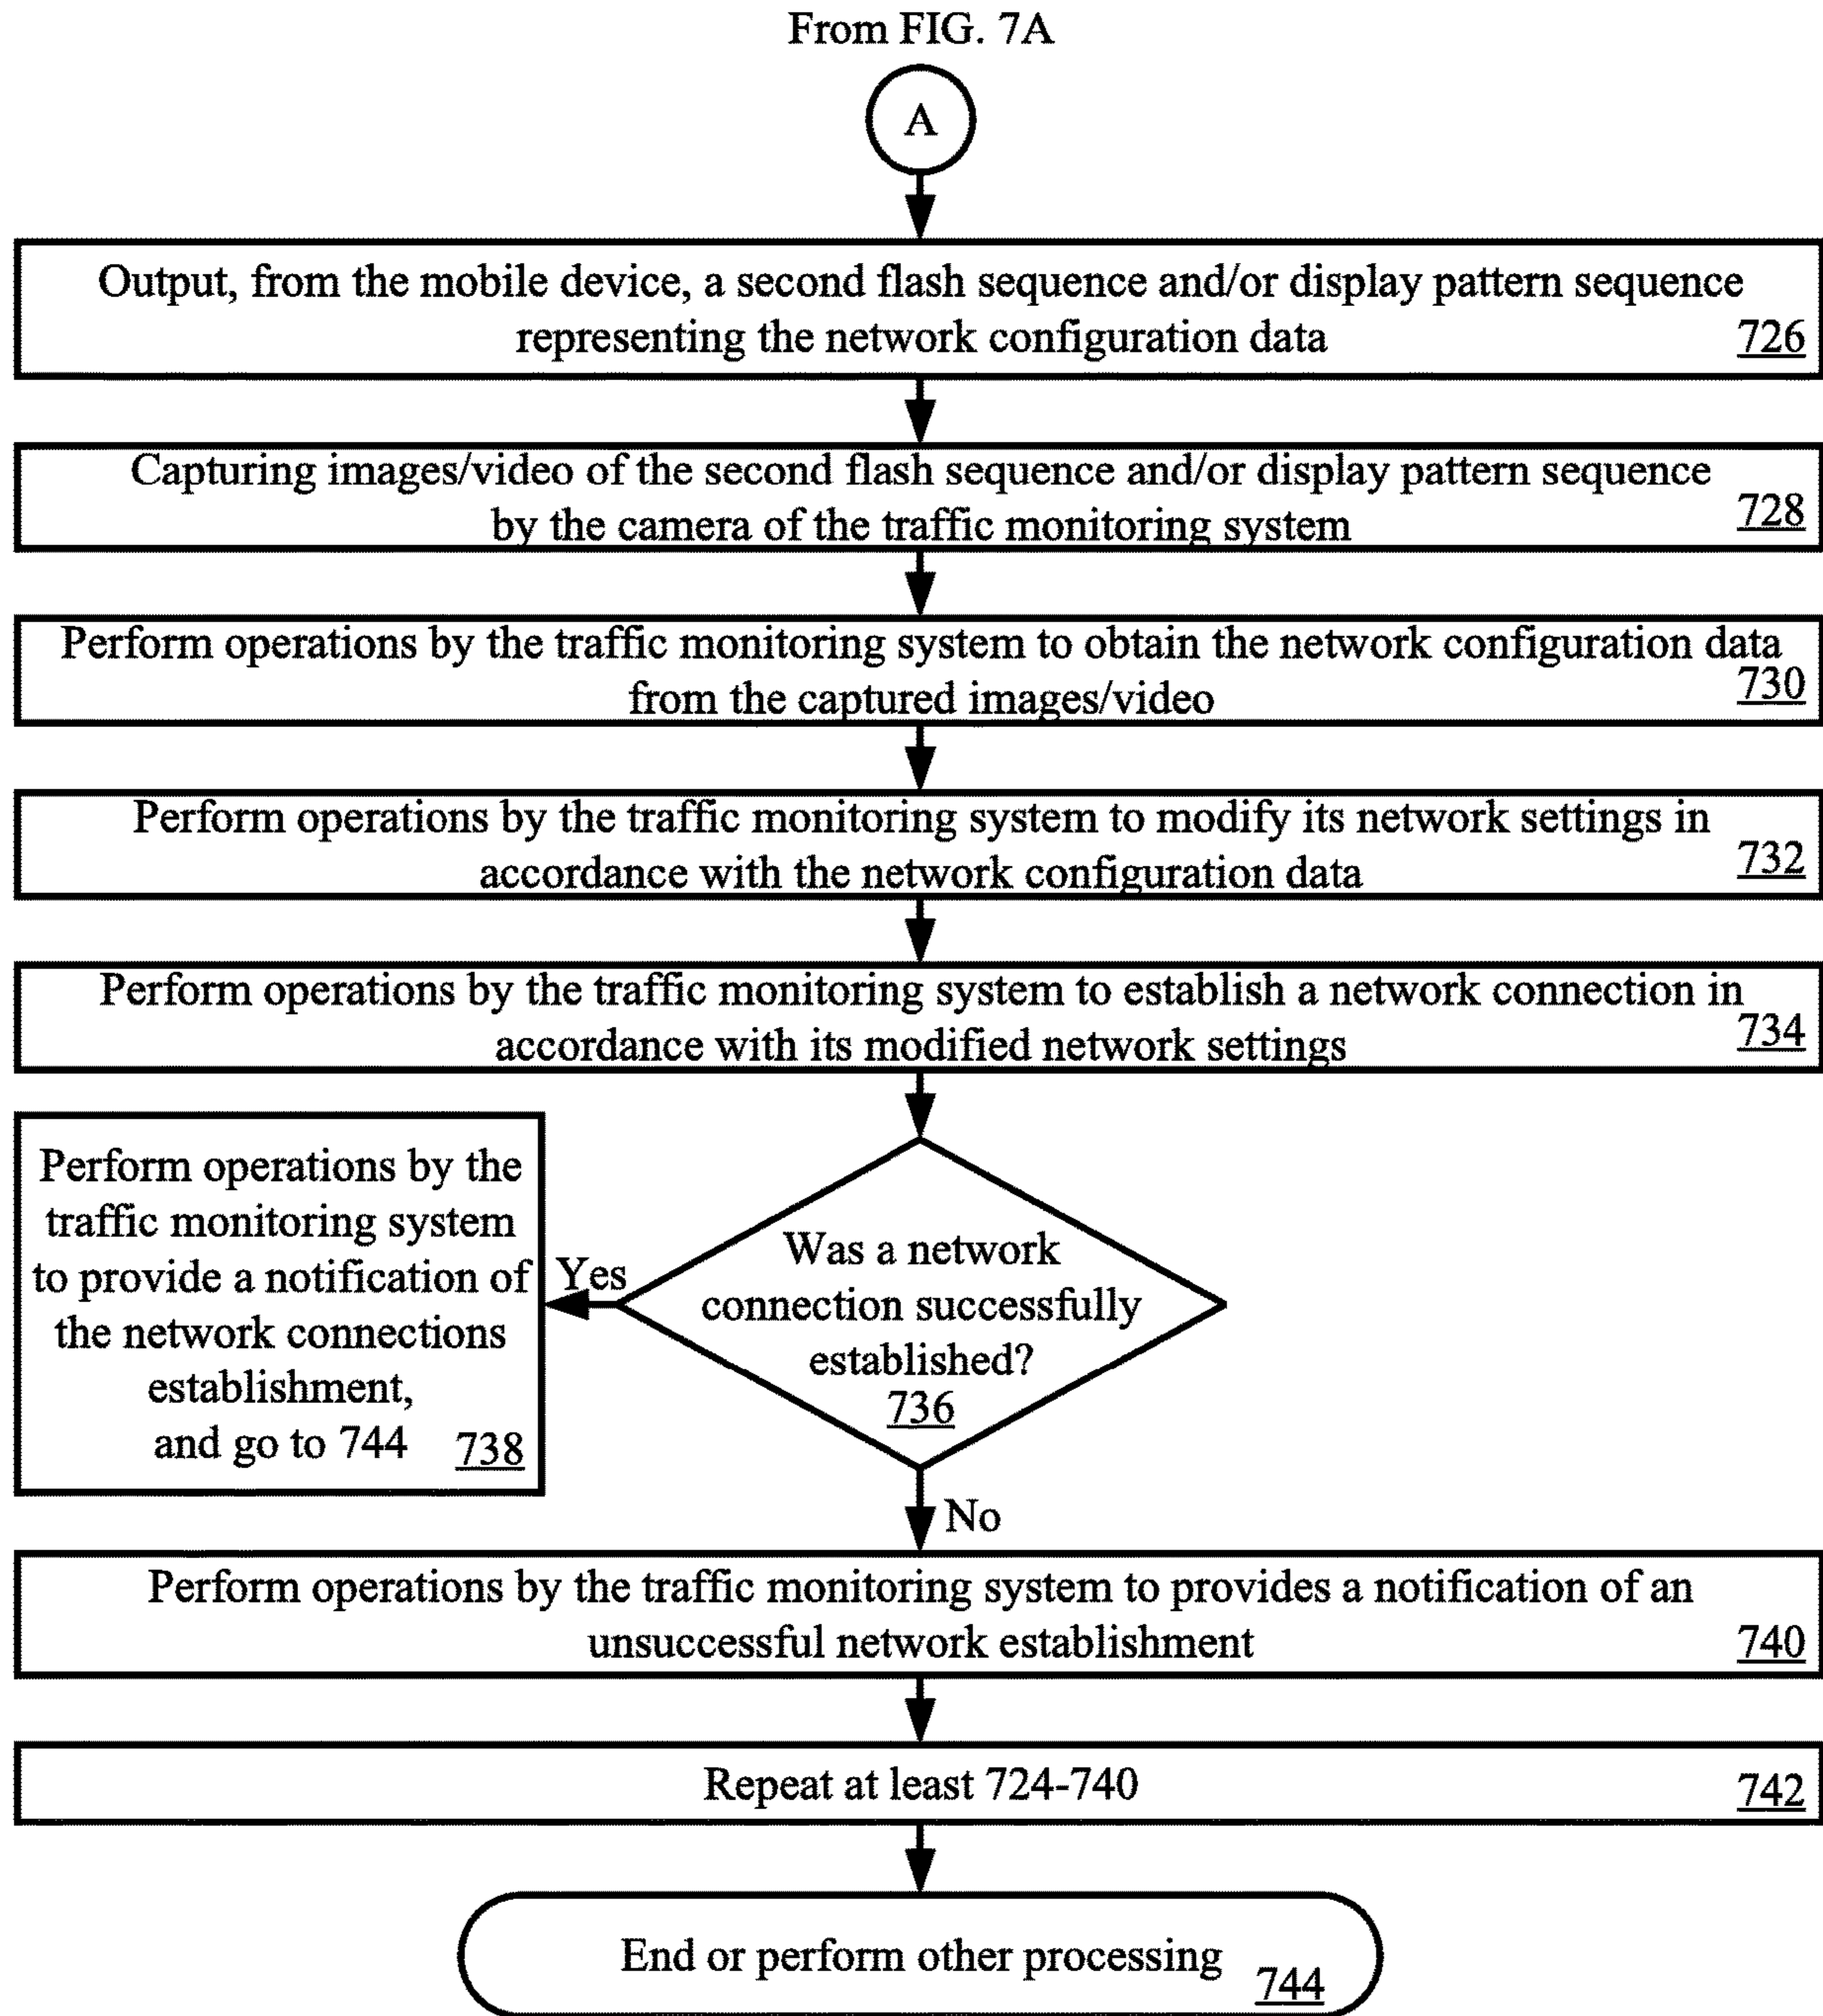 From FIG. 7A
A
Output, from the mobile device, a second flash sequence and/or display pattern sequence
representing the network configuration data
726
Capturing images/video of the second flash sequence and/or display pattern sequence
by the camera of the traffic monitoring system
728
Perform operations by the traffic monitoring system to obtain the network configuration data
from the captured images/video
730
Perform operations by the traffic monitoring system to modify its network settings in
accordance with the network configuration data
732
Perform operations by the traffic monitoring system to establish a network connection in
accordance with its modified network settings
734
Perform operations by the
traffic monitoring system
to provide a notification of
the network connections
establishment,
and go to 744
738
Yes
Was a network
connection successfully
established?
736
No
Perform operations by the traffic monitoring system to provides a notification of an
unsuccessful network establishment
740
Repeat at least 724-740
742
End or perform other processing
744